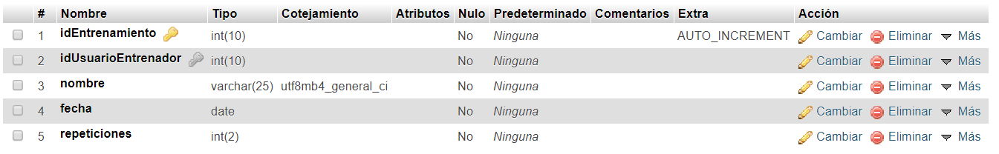 # Nombre Tipo Cotejamiento Atributos Nulo Predeterminado Comentarios Extra Acción
1 idEntrenamiento int(10) No Ninguna AUTO_INCREMENT Cambiar Eliminar Más
2 idUsuarioEntrenador int(10) No Ninguna Cambiar Eliminar Más
3 nombre varchar(25) utf8mb4_general_ci No Ninguna Cambiar Eliminar Más
4 fecha date No Ninguna Cambiar Eliminar Más
5 repeticiones int(2) No Ninguna Cambiar Eliminar Más